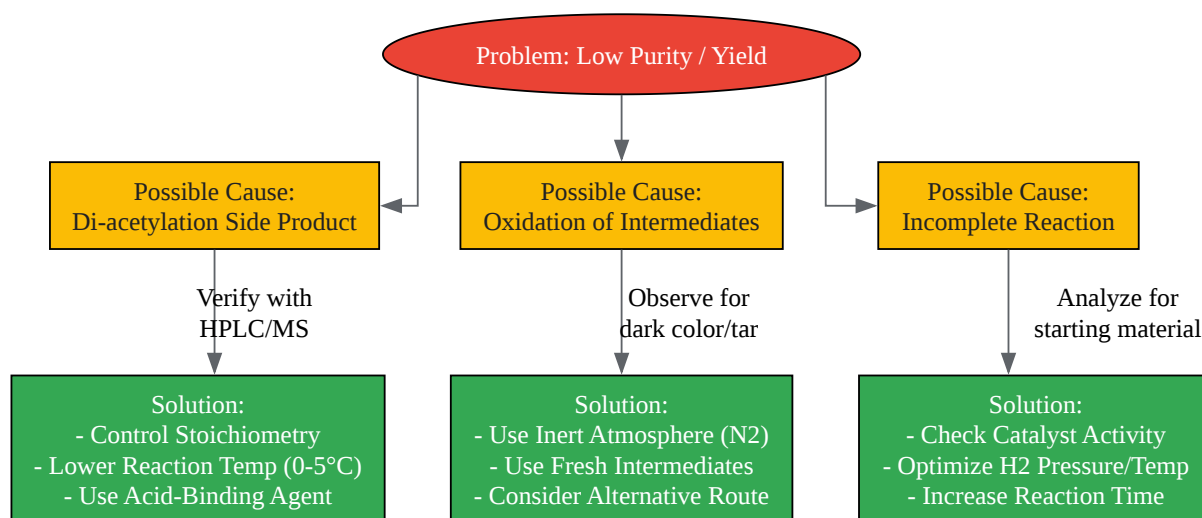 Problem: Low Purity / Yield
Possible Cause:
Di-acetylation Side Product
Possible Cause:
Oxidation of Intermediates
Possible Cause:
Incomplete Reaction
Verify with
HPLC/MS
Observe for
dark color/tar
Analyze for
starting material
Solution:
- Control Stoichiometry
- Lower Reaction Temp (0-5°C)
- Use Acid-Binding Agent
Solution:
- Use Inert Atmosphere (N2)
- Use Fresh Intermediates
- Consider Alternative Route
Solution:
- Check Catalyst Activity
- Optimize H2 Pressure/Temp
- Increase Reaction Time